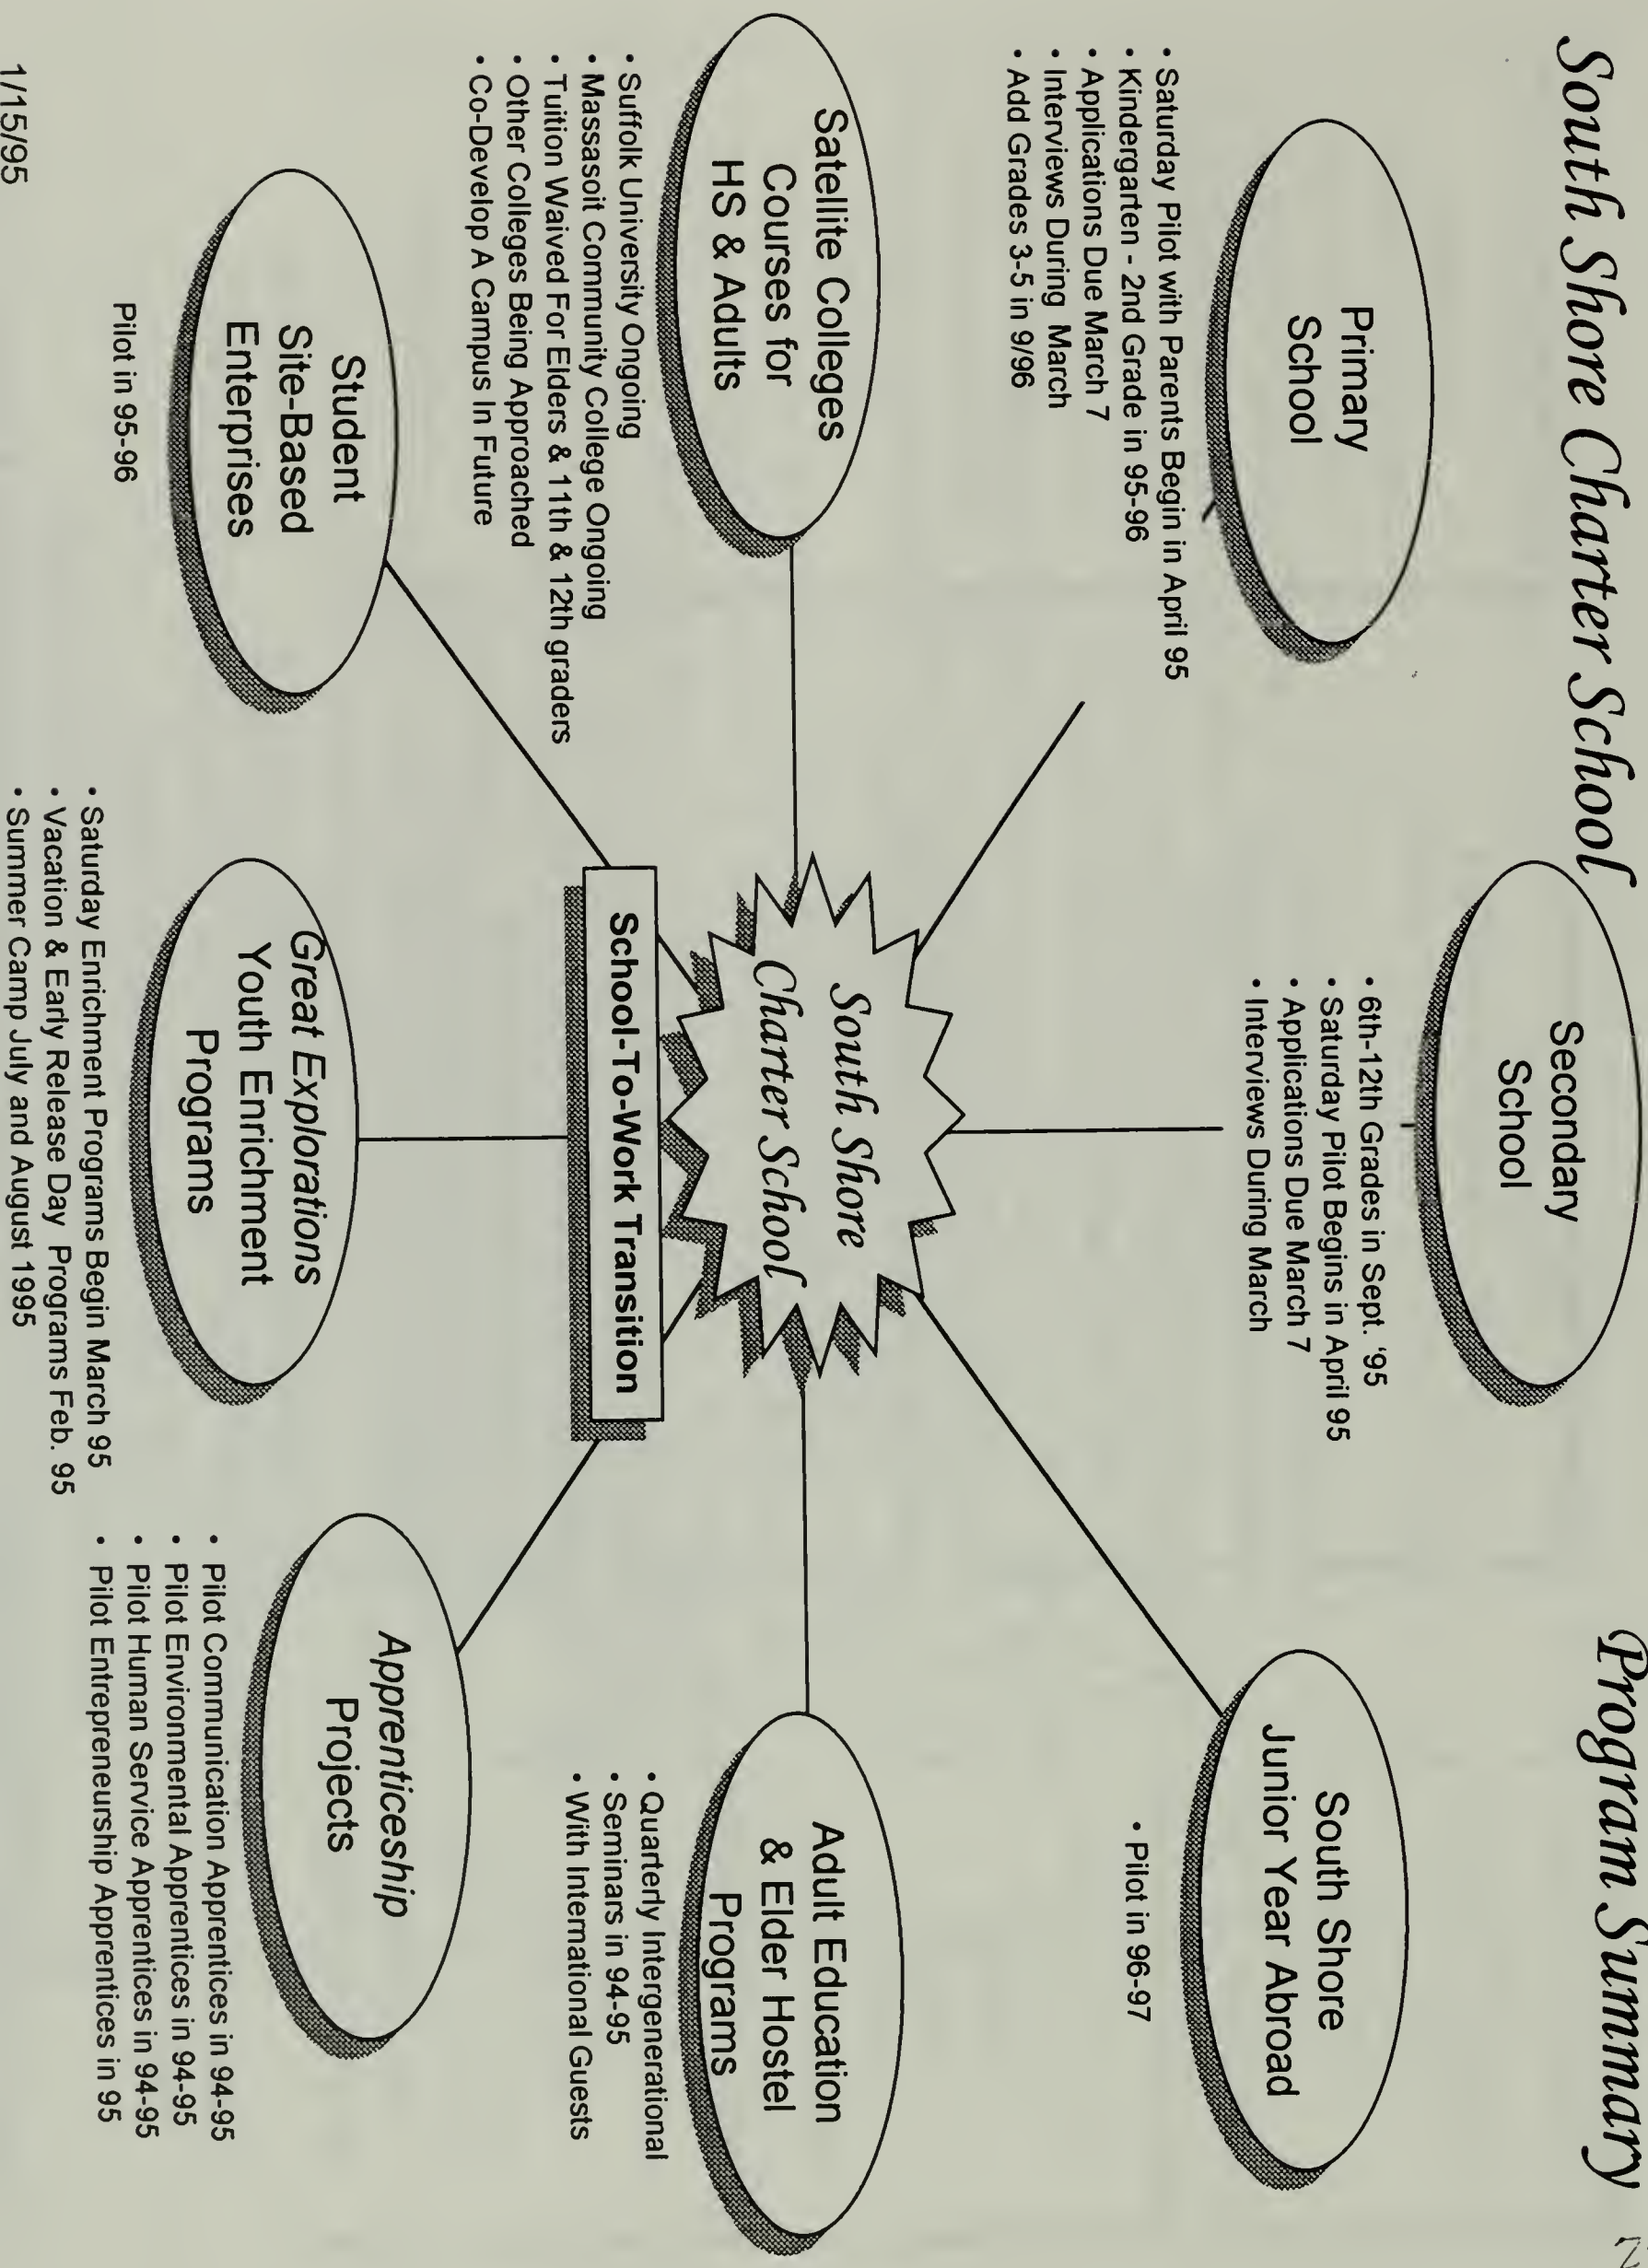 South Shore Charter School
Program Summary
Primary
School
• Saturday Pilot with Parents Begin in April 95
• Kindergarten - 2nd Grade in 95-96
• Applications Due March 7
• Interviews During March
• Add Grades 3-5 in 9/96
Secondary
School
• 6th-12th Grades in Sept. '95
• Saturday Pilot Begins in April 95
• Applications Due March 7
• Interviews During March
South Shore
Junior Year Abroad
• Pilot in 96-97
Satellite Colleges
Courses for
HS & Adults
• Suffolk University Ongoing
• Massasoit Community College Ongoing
• Tuition Waived For Elders & 11th & 12th graders
• Other Colleges Being Approached
• Co-Develop A Campus In Future
South Shore
Charter School
School-To-Work Transition
Adult Education
& Elder Hostel
Programs
• Quarterly Intergenerational
• Seminars in 94-95
• With International Guests
Student
Site-Based
Enterprises
Pilot in 95-96
Great Explorations
Youth Enrichment
Programs
• Saturday Enrichment Programs Begin March 95
• Vacation & Early Release Day Programs Feb. 95
• Summer Camp July and August 1995
Apprenticeship
Projects
• Pilot Communication Apprentices in 94-95
• Pilot Environmental Apprentices in 94-95
• Pilot Human Service Apprentices in 94-95
• Pilot Entrepreneurship Apprentices in 95
1/15/95